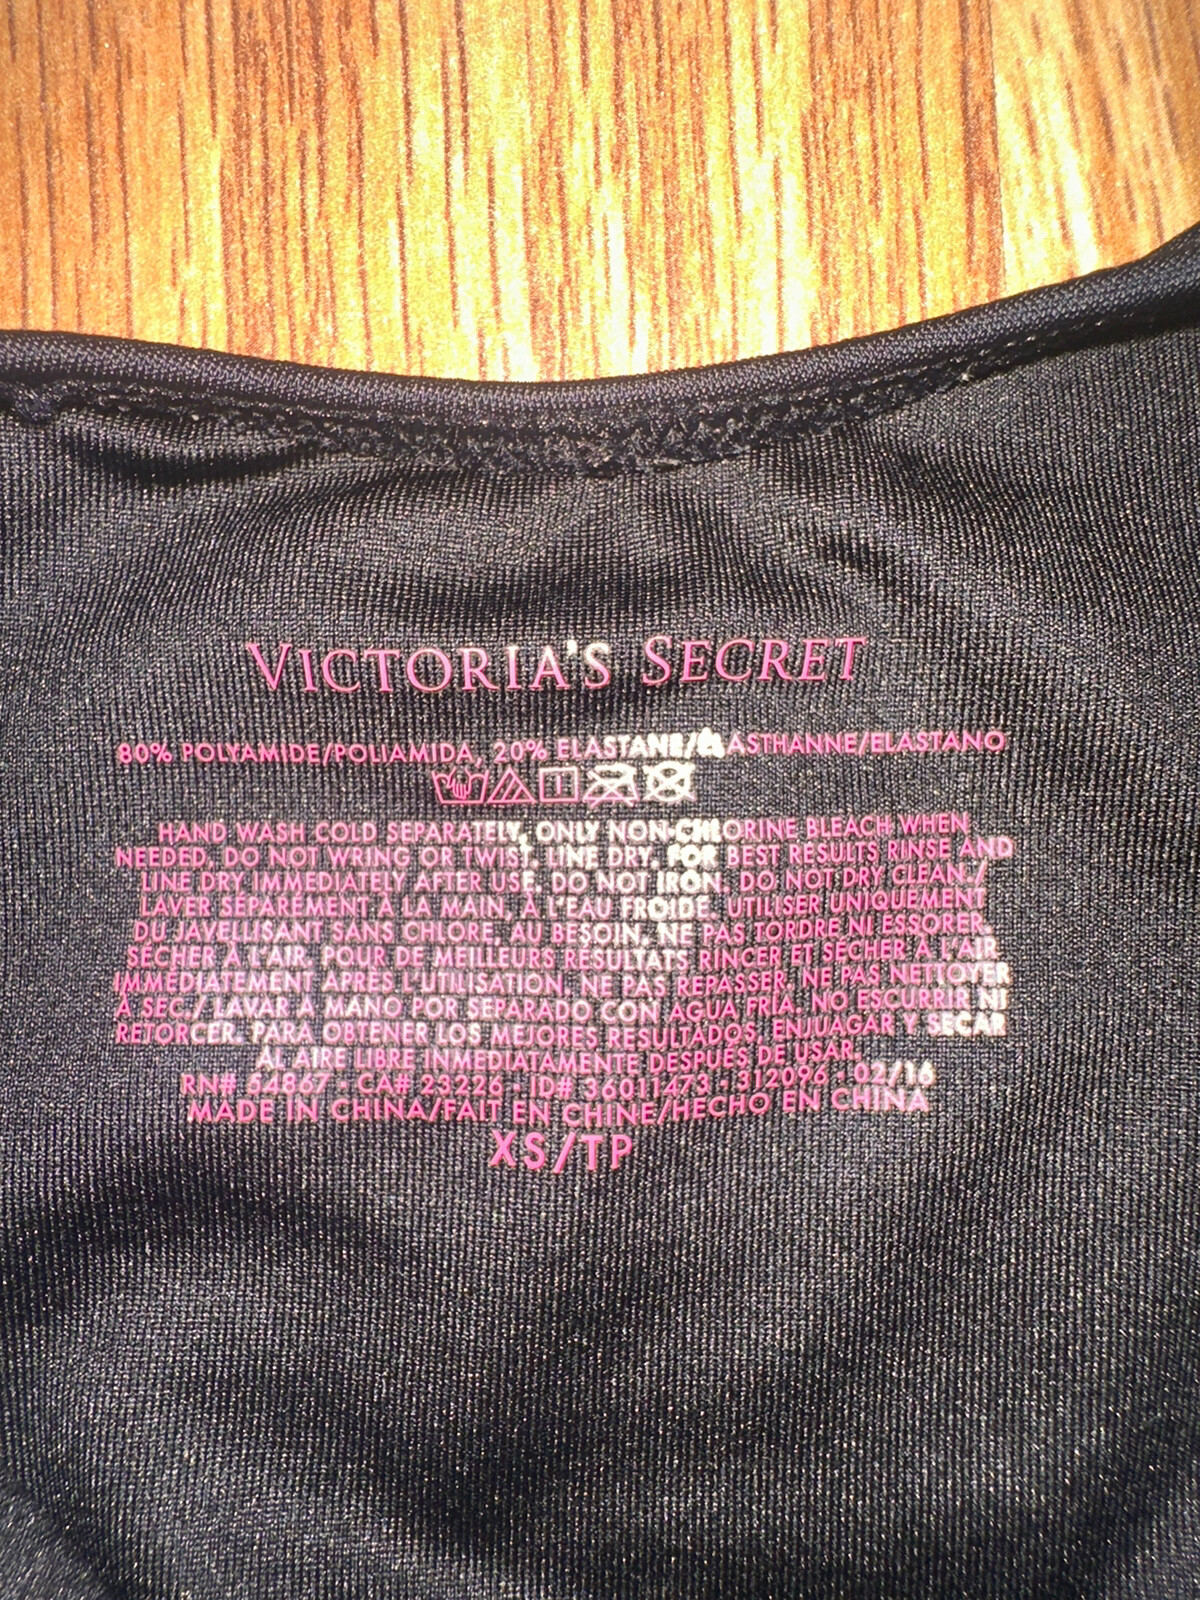 VICTORIA'S SECRET
80% POLYAMIDE/POLIAMIDA, 20% ELASTANE/ÉLASTHANNE/ELASTANO
HAND WASH COLD SEPARATELY, ONLY NON-CHLORINE BLEACH WHEN
NEEDED. DO NOT WRING OR TWIST. LINE DRY. FOR BEST RESULTS RINSE AND
LINE DRY IMMEDIATELY AFTER USE. DO NOT IRON. DO NOT DRY CLEAN./
LAVER SÉPARÉMENT À LA MAIN, À L'EAU FROIDE. UTILISER UNIQUEMENT
DU JAVELLISANT SANS CHLORE, AU BESOIN. NE PAS TORDRE NI ESSORER.
SÉCHER À L'AIR. POUR DE MEILLEURS RÉSULTATS RINCER ET SÉCHER À L'AIR
IMMÉDIATEMENT APRÈS L'UTILISATION. NE PAS REPASSER. NE PAS NETTOYER
À SEC./ LAVAR A MANO POR SEPARADO CON AGUA FRÍA. NO ESCURRIR NI
RETORCER. PARA OBTENER LOS MEJORES RESULTADOS, ENJUAGAR Y SECAR
AL AIRE LIBRE INMEDIATAMENTE DESPUÉS DE USAR.
RN# 54867 · CA# 23226 · ID# 36011473 · 312096 · 02/16
MADE IN CHINA/FAIT EN CHINE/HECHO EN CHINA
XS/TP